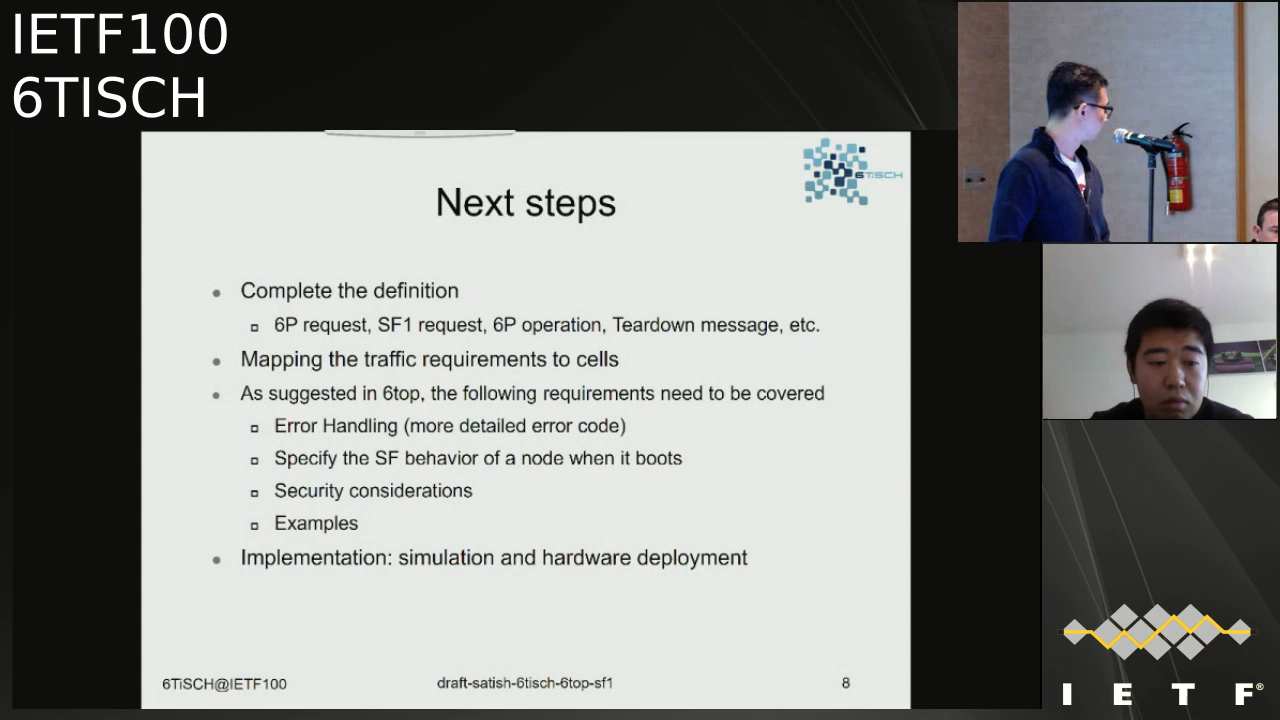 IETF100
6TISCH
6TiSCH
Next steps
Complete the definition
6P request, SF1 request, 6P operation, Teardown message, etc.
Mapping the traffic requirements to cells
As suggested in 6top, the following requirements need to be covered
Error Handling (more detailed error code)
Specify the SF behavior of a node when it boots
Security considerations
Examples
Implementation: simulation and hardware deployment
6TiSCH@IETF100
draft-satish-6tisch-6top-sf1
8
I E T F®